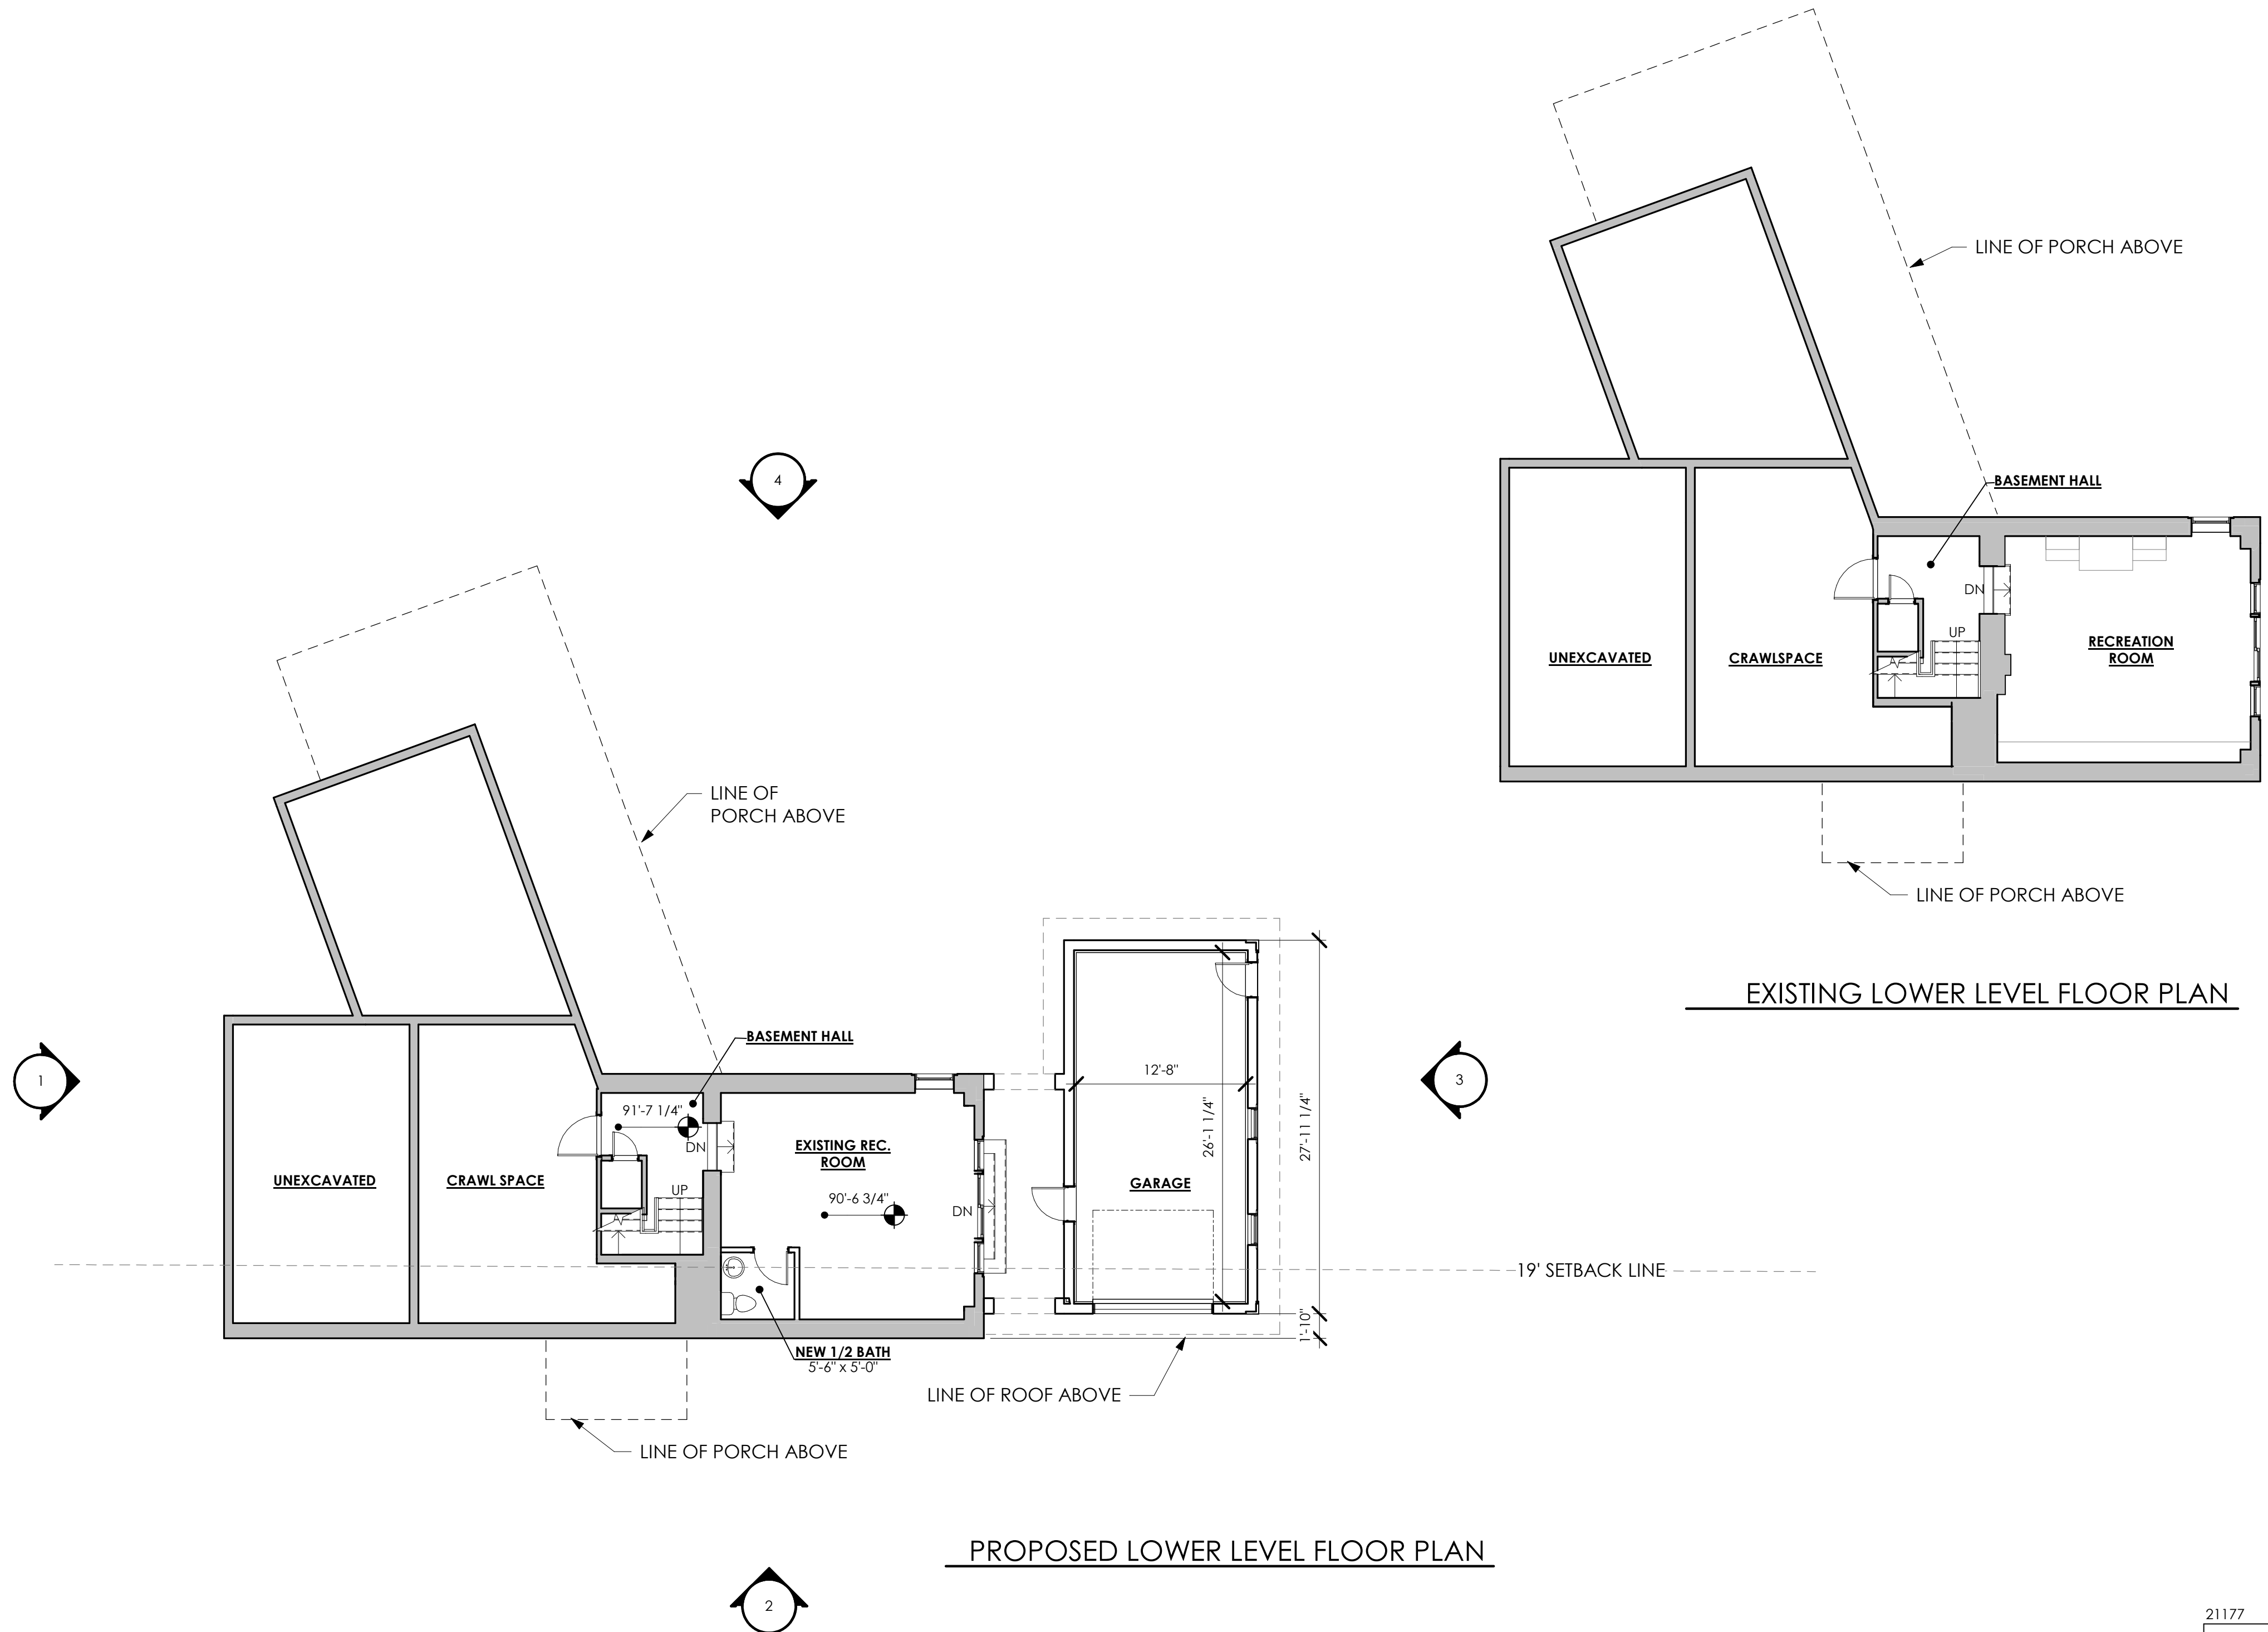 LINE OF PORCH ABOVE
BASEMENT HALL
DN
UP
UNEXCAVATED
CRAWLSPACE
RECREATION
ROOM
LINE OF PORCH ABOVE
EXISTING LOWER LEVEL FLOOR PLAN
4
LINE OF
PORCH ABOVE
BASEMENT HALL
1
3
91'-7 1/4"
DN
EXISTING REC.
ROOM
UNEXCAVATED
CRAWL SPACE
UP
90'-6 3/4"
DN
12'-8"
26'-1 1/4"
27'-11 1/4"
GARAGE
19' SETBACK LINE
1'-10"
NEW 1/2 BATH
5'-6" x 5'-0"
LINE OF ROOF ABOVE
LINE OF PORCH ABOVE
PROPOSED LOWER LEVEL FLOOR PLAN
2
21177